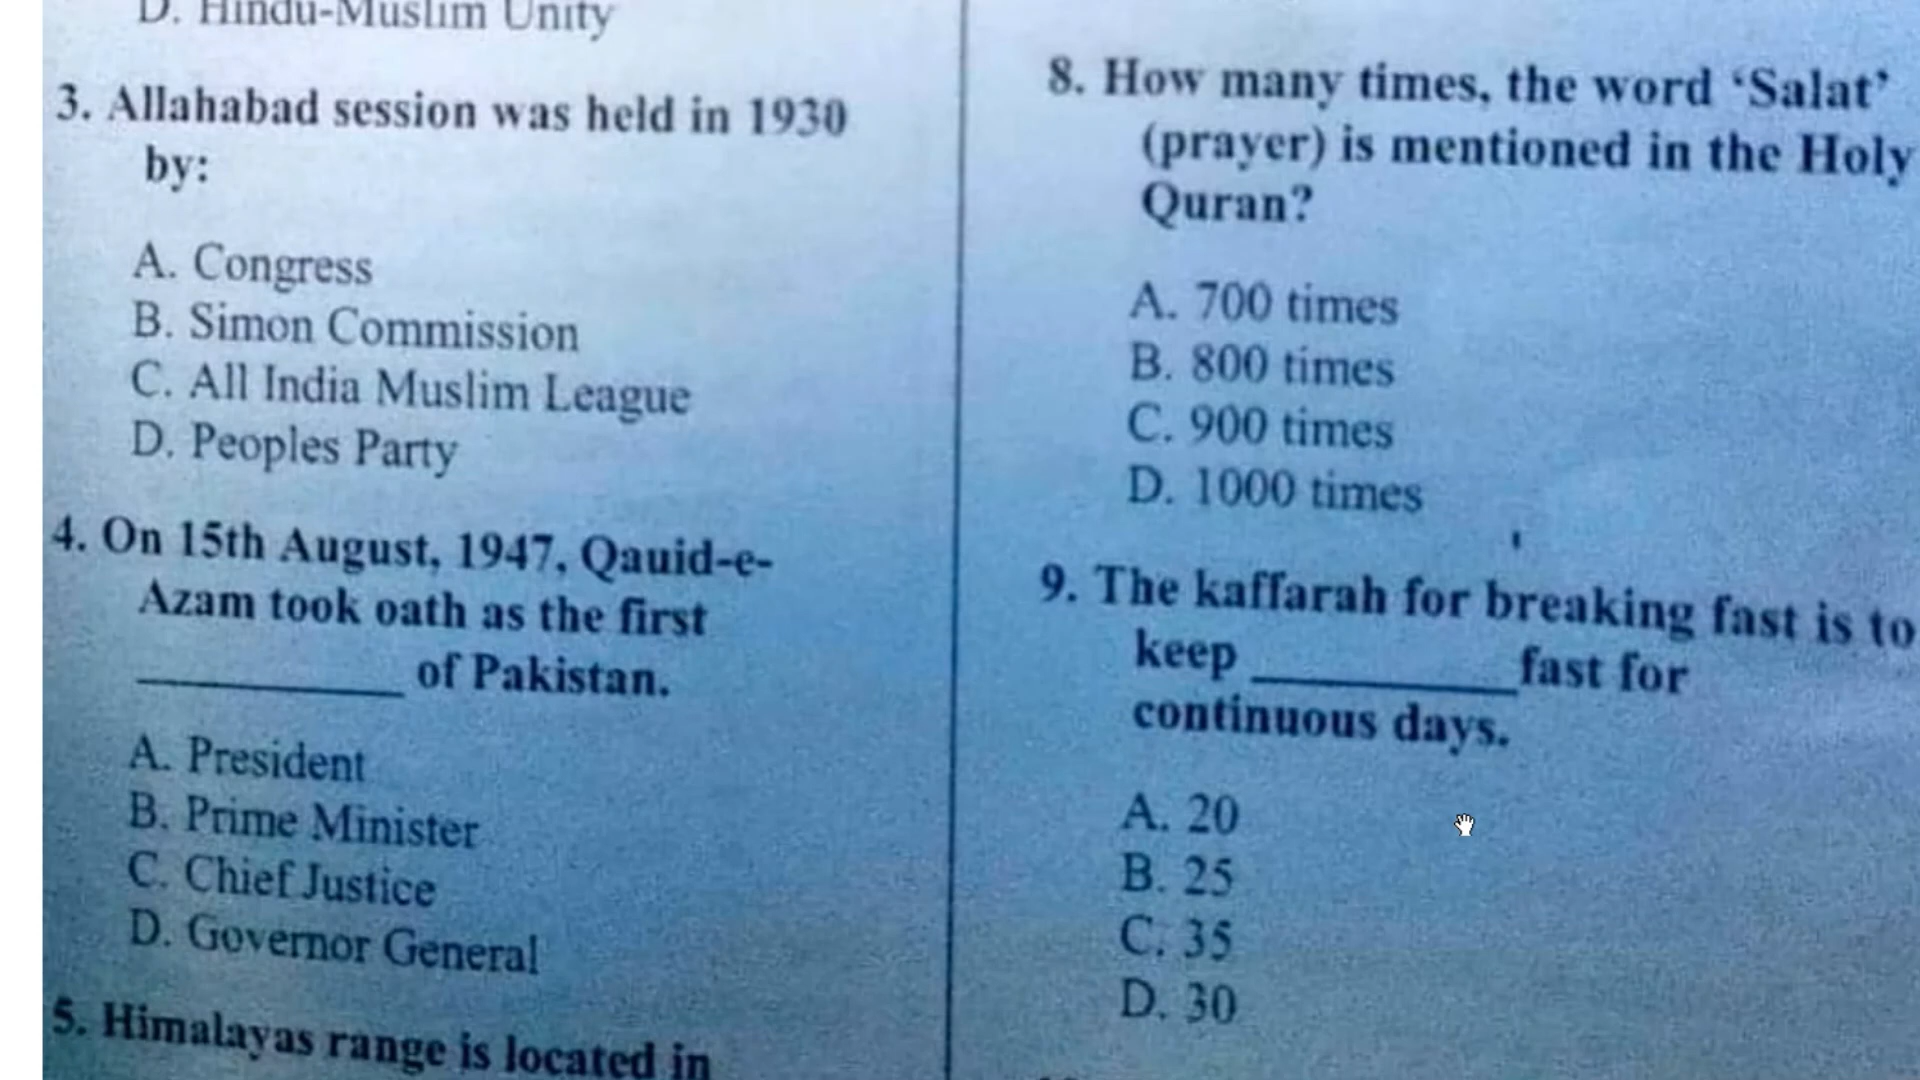 D. Hindu-Muslim Unity
3. Allahabad session was held in 1930
by:
A. Congress
B. Simon Commission
C. All India Muslim League
D. Peoples Party
4. On 15th August, 1947, Qauid-e-
Azam took oath as the first
__________ of Pakistan.
A. President
B. Prime Minister
C. Chief Justice
D. Governor General
5. Himalayas range is located in
8. How many times, the word ‘Salat’
(prayer) is mentioned in the Holy
Quran?
A. 700 times
B. 800 times
C. 900 times
D. 1000 times
9. The kaffarah for breaking fast is to
keep __________ fast for
continuous days.
A. 20
B. 25
C. 35
D. 30